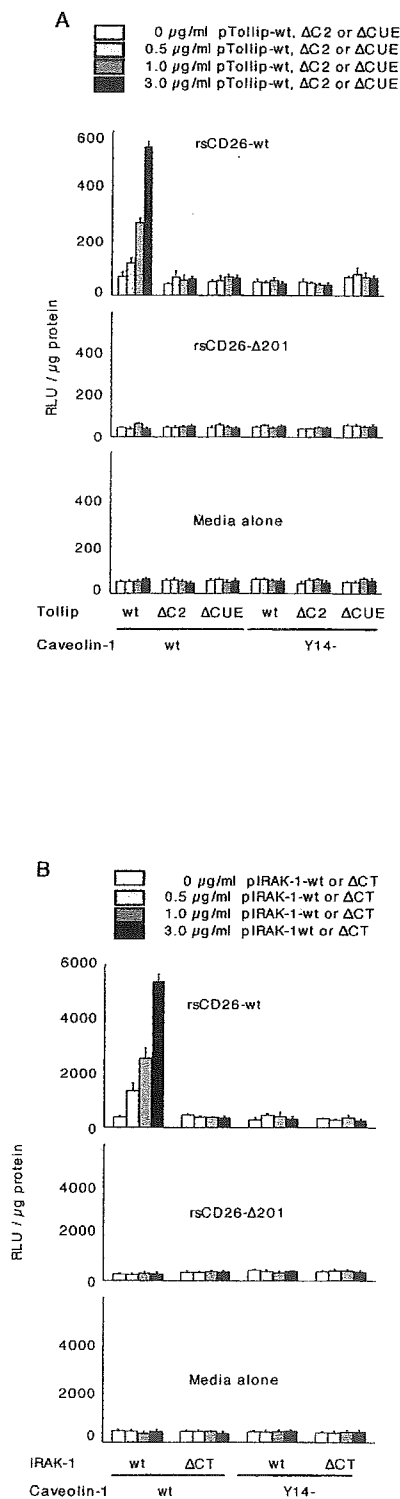 A
0 µg/ml pTollip-wt, ΔC2 or ΔCUE
0.5 µg/ml pTollip-wt, ΔC2 or ΔCUE
1.0 µg/ml pTollip-wt, ΔC2 or ΔCUE
3.0 µg/ml pTollip-wt, ΔC2 or ΔCUE
600
400
200
0
rsCD26-wt
RLU / µg protein
400
200
0
rsCD26-Δ201
400
200
0
Media alone
Tollip wt ΔC2 ΔCUE wt ΔC2 ΔCUE
Caveolin-1 wt Y14-
B
0 µg/ml pIRAK-1-wt or ΔCT
0.5 µg/ml pIRAK-1-wt or ΔCT
1.0 µg/ml pIRAK-1-wt or ΔCT
3.0 µg/ml pIRAK-1wt or ΔCT
6000
4000
2000
0
rsCD26-wt
RLU / µg protein
4000
2000
0
rsCD26-Δ201
4000
2000
0
Media alone
IRAK-1 wt ΔCT wt ΔCT
Caveolin-1 wt Y14-